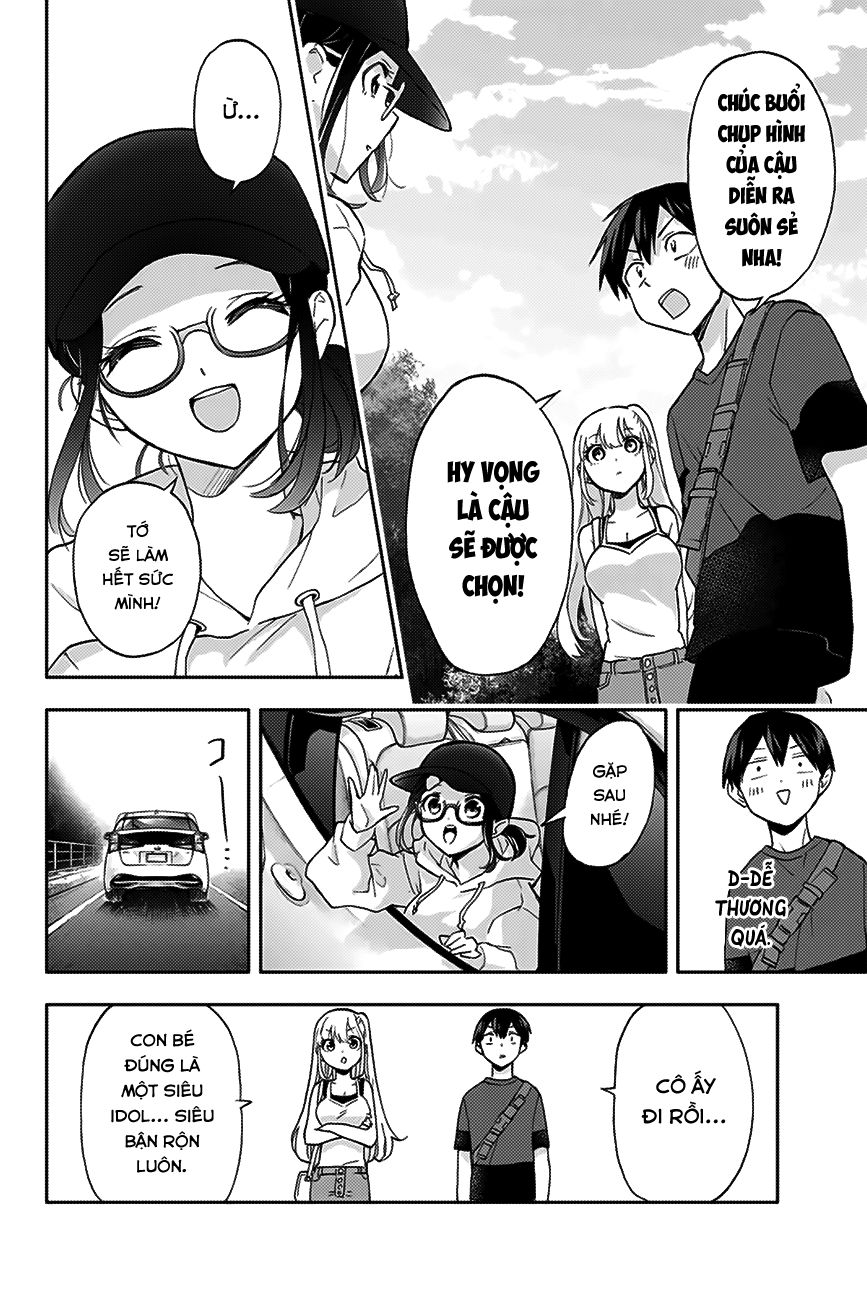 CHÚC BUỔI
CHỤP HÌNH
CỦA CẬU
DIỄN RA
SUÔN SẺ
NHA!
HY VỌNG
LÀ CẬU
SẼ ĐƯỢC
CHỌN!
Ừ...
TỚ
SẼ LÀM
HẾT SỨC
MÌNH!
D-DỄ
THƯƠNG
QUÁ.
GẶP
SAU
NHÉ!
CÔ ẤY
ĐI RỒI...
CON BÉ
ĐÚNG LÀ
MỘT SIÊU
IDOL... SIÊU
BẬN RỘN
LUÔN.